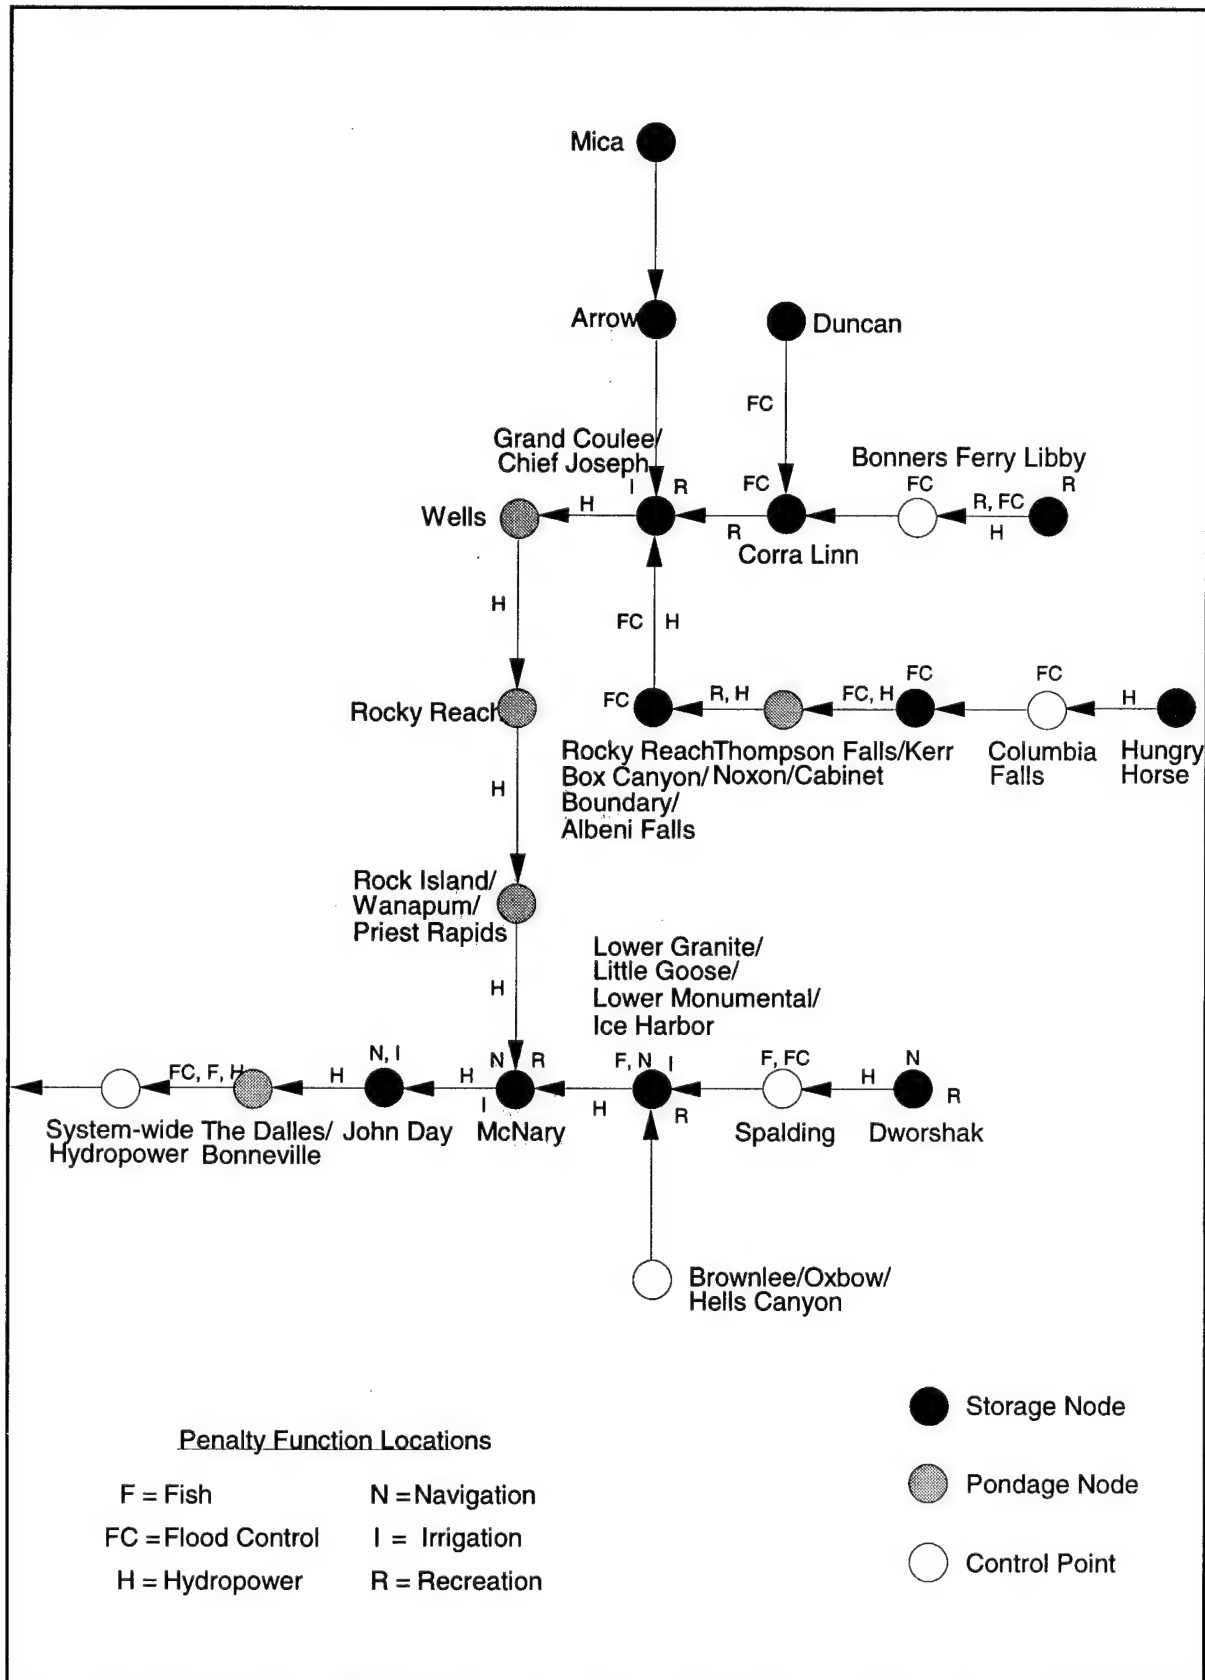 Mica
Arrow
Duncan
FC
Grand Coulee/
Chief Joseph
I R
FC
Bonners Ferry Libby
FC
R, FC
R
H
Wells
H
R
Corra Linn
H
FC H
Rocky Reach
FC
R, H
FC, H
FC
FC
H
Rocky Reach Thompson Falls/Kerr
Box Canyon/ Noxon/Cabinet
Boundary/
Albeni Falls
Columbia
Falls
Hungry
Horse
H
Rock Island/
Wanapum/
Priest Rapids
H
Lower Granite/
Little Goose/
Lower Monumental/
Ice Harbor
FC, F, H
H
N, I
H
N R
I
H
F, N I
R
F, FC
H
N
R
System-wide
Hydropower
The Dalles/
Bonneville
John Day
McNary
Spalding
Dworshak
Brownlee/Oxbow/
Hells Canyon
Penalty Function Locations
F = Fish
N = Navigation
FC = Flood Control
I = Irrigation
H = Hydropower
R = Recreation
Storage Node
Pondage Node
Control Point